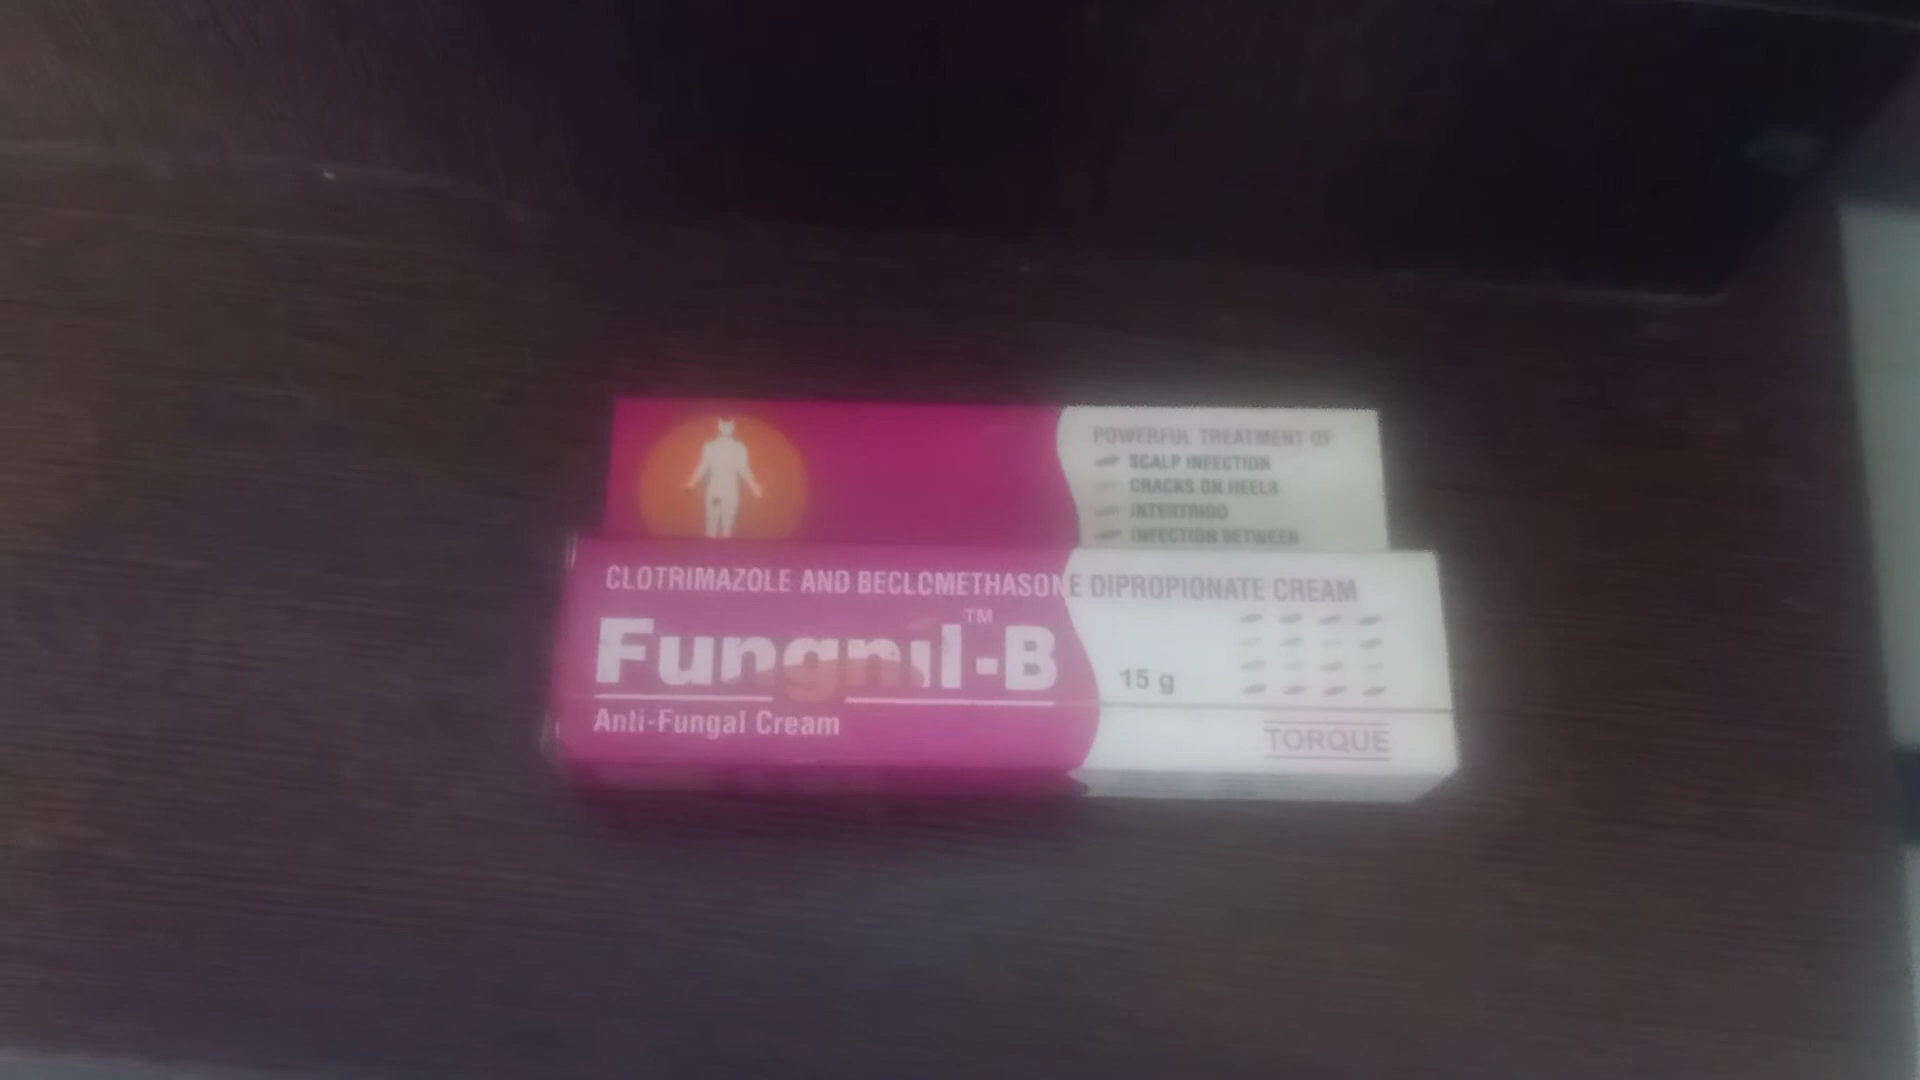 POWERFUL TREATMENT OF
SCALP INFECTION
CRACKS ON HEELS
INTERTRIGO
INFECTION BETWEEN
CLOTRIMAZOLE AND BECLOMETHASONE DIPROPIONATE CREAM
Fungnil-B™
15 g
Anti-Fungal Cream
TORQUE